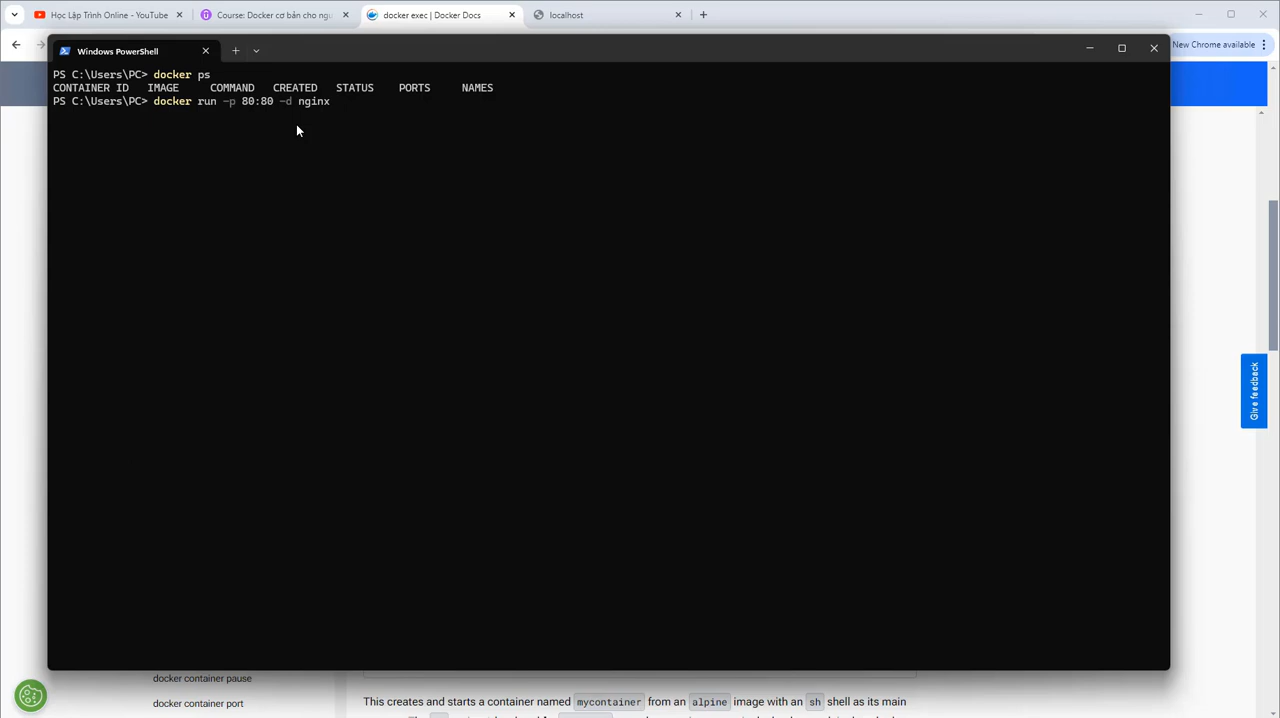 Học Lập Trình Online - YouTube
Course: Docker cơ bản cho ngư
docker exec | Docker Docs
localhost
New Chrome available
Windows PowerShell
PS C:\Users\PC> docker ps
CONTAINER ID IMAGE COMMAND CREATED STATUS PORTS NAMES
PS C:\Users\PC> docker run -p 80:80 -d nginx
Give feedback
docker container pause
docker container port
This creates and starts a container named mycontainer from an alpine image with an sh shell as its main